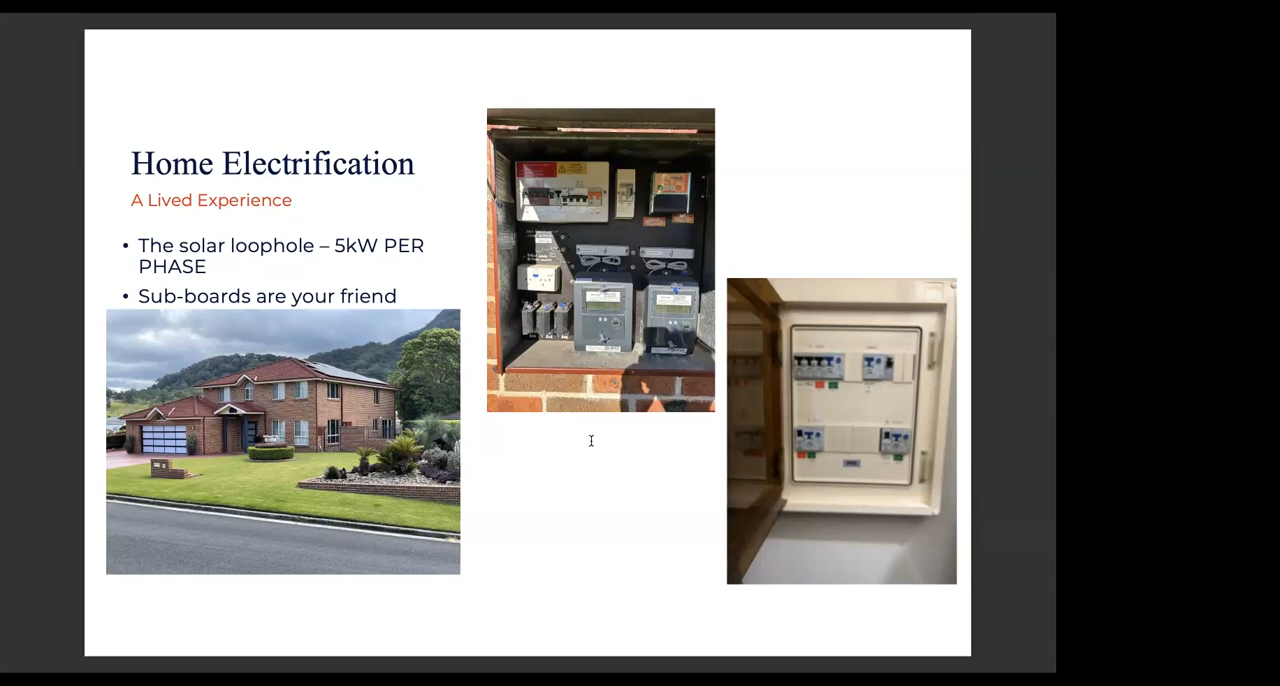 Home Electrification
A Lived Experience
• The solar loophole – 5kW PER
PHASE
• Sub-boards are your friend